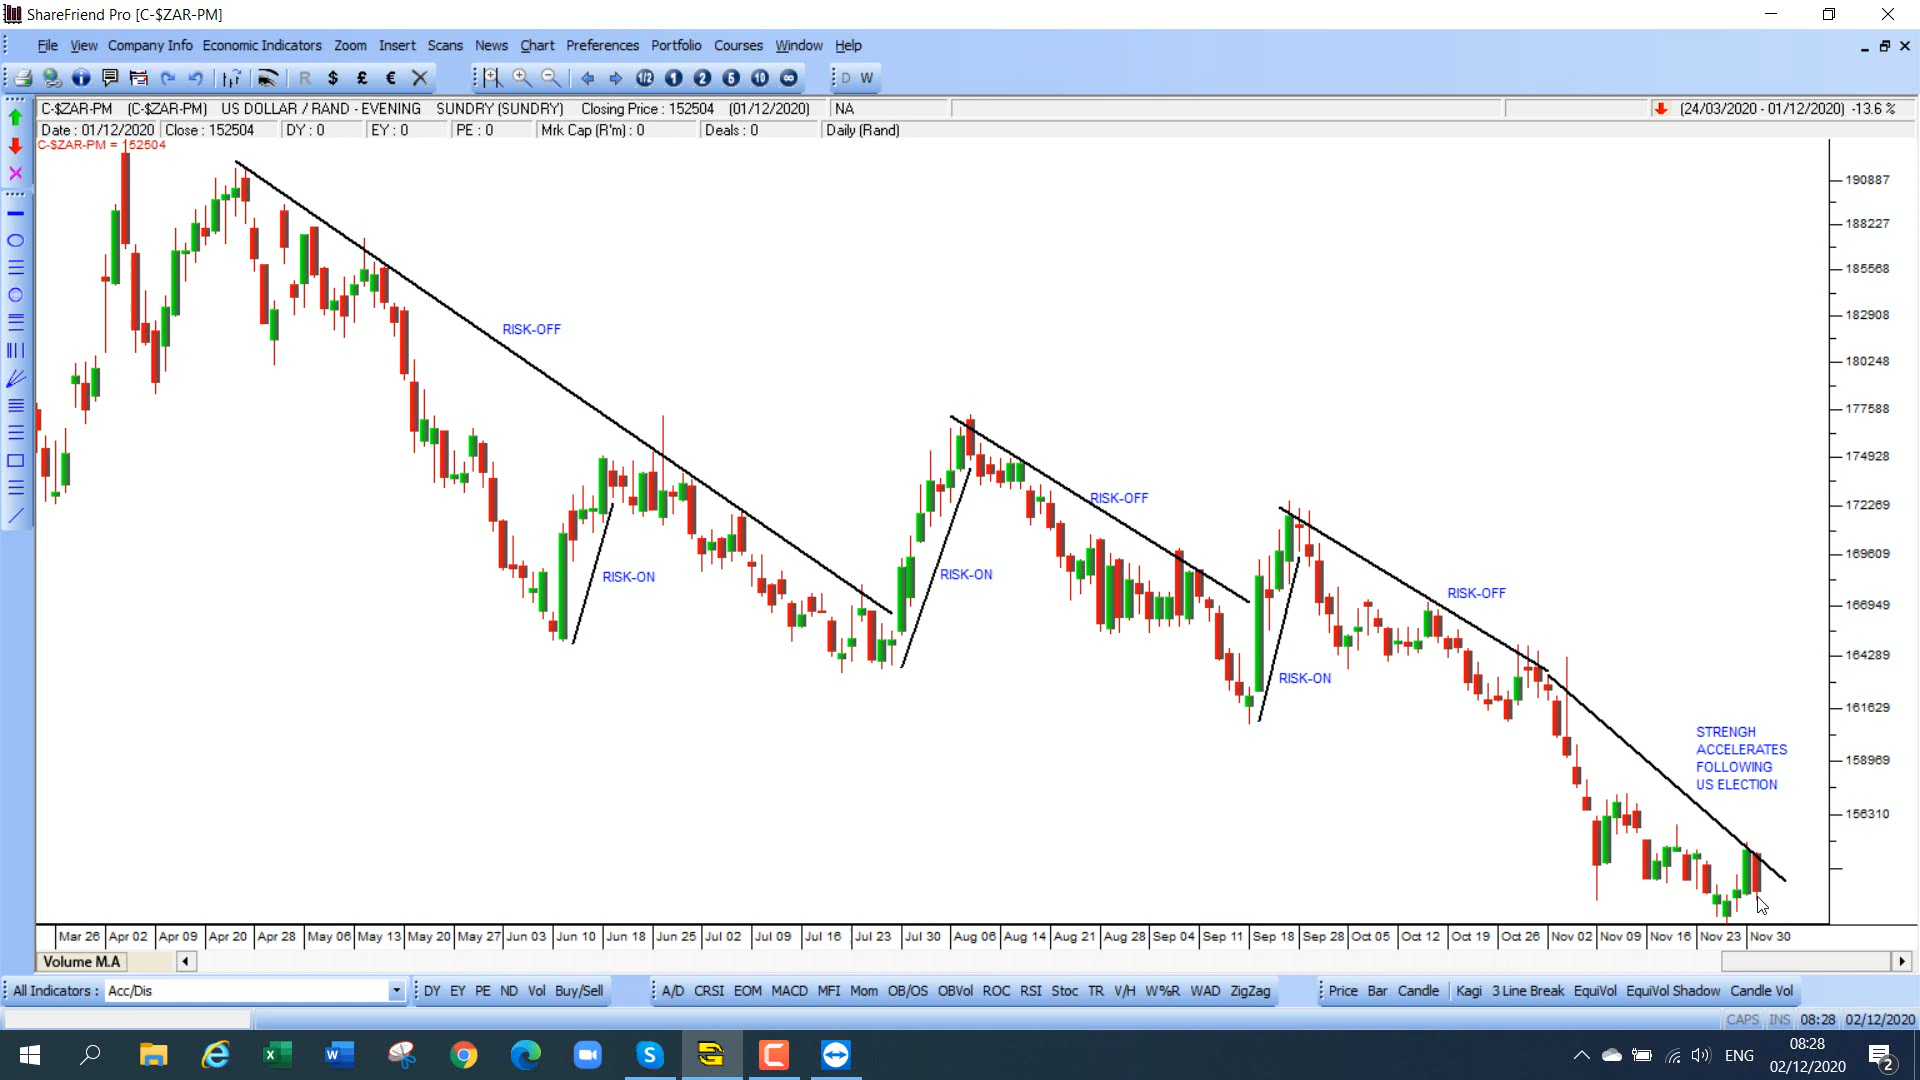 ShareFriend Pro [C-$ZAR-PM]
File View Company Info Economic Indicators Zoom Insert Scans News Chart Preferences Portfolio Courses Window Help
R $ £ € 1/2 1 2 5 10 ∞ D W
C-$ZAR-PM (C-$ZAR-PM) US DOLLAR / RAND - EVENING SUNDRY (SUNDRY) Closing Price : 152504 (01/12/2020) NA (24/03/2020 - 01/12/2020) -13.6 %
Date : 01/12/2020 Close : 152504 DY : 0 EY : 0 PE : 0 Mrk Cap (R'm) : 0 Deals : 0 Daily (Rand)
C-$ZAR-PM = 152504
190887
188227
185568
182908
180248
177588
174928
172269
169609
166949
164289
161629
158969
156310
RISK-OFF
RISK-ON
RISK-ON
RISK-OFF
RISK-ON
RISK-OFF
STRENGH
ACCELERATES
FOLLOWING
US ELECTION
Mar 26 Apr 02 Apr 09 Apr 20 Apr 28 May 06 May 13 May 20 May 27 Jun 03 Jun 10 Jun 18 Jun 25 Jul 02 Jul 09 Jul 16 Jul 23 Jul 30 Aug 06 Aug 14 Aug 21 Aug 28 Sep 04 Sep 11 Sep 18 Sep 28 Oct 05 Oct 12 Oct 19 Oct 26 Nov 02 Nov 09 Nov 16 Nov 23 Nov 30
Volume M.A
All Indicators : Acc/Dis DY EY PE ND Vol Buy/Sell A/D CRSI EOM MACD MFI Mom OB/OS OBVol ROC RSI Stoc TR V/H W%R WAD ZigZag Price Bar Candle Kagi 3 Line Break EquiVol EquiVol Shadow Candle Vol
CAPS INS 08:28 02/12/2020
ENG
08:28
02/12/2020
2